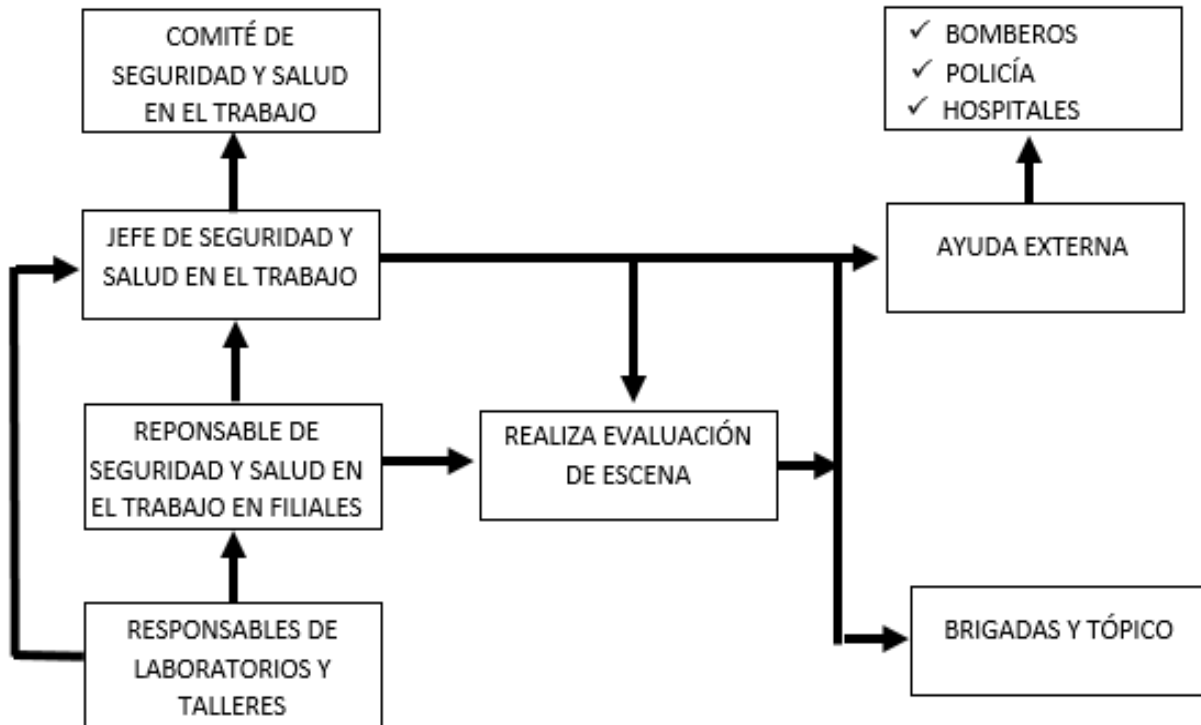 COMITÉ DE
SEGURIDAD Y SALUD
EN EL TRABAJO
✓ BOMBEROS
✓ POLICÍA
✓ HOSPITALES
JEFE DE SEGURIDAD Y
SALUD EN EL TRABAJO
AYUDA EXTERNA
REPONSABLE DE
SEGURIDAD Y SALUD EN
EL TRABAJO EN FILIALES
REALIZA EVALUACIÓN
DE ESCENA
RESPONSABLES DE
LABORATORIOS Y
TALLERES
BRIGADAS Y TÓPICO